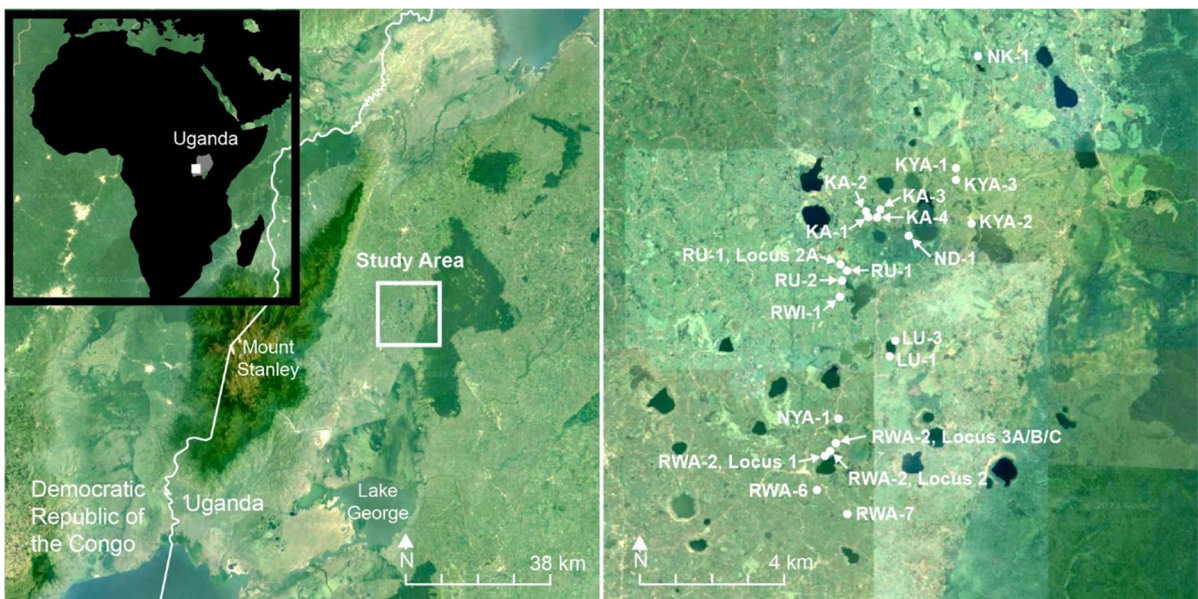 Uganda
Study Area
Mount
Stanley
Democratic
Republic of
the Congo
Uganda
Lake
George
N
38 km
NK-1
KYA-1
KYA-3
KA-2
KA-3
KA-4
KA-1
KYA-2
ND-1
RU-1, Locus 2A
RU-1
RU-2
RWI-1
LU-3
LU-1
NYA-1
RWA-2, Locus 3A/B/C
RWA-2, Locus 1
RWA-2, Locus 2
RWA-6
RWA-7
N
4 km